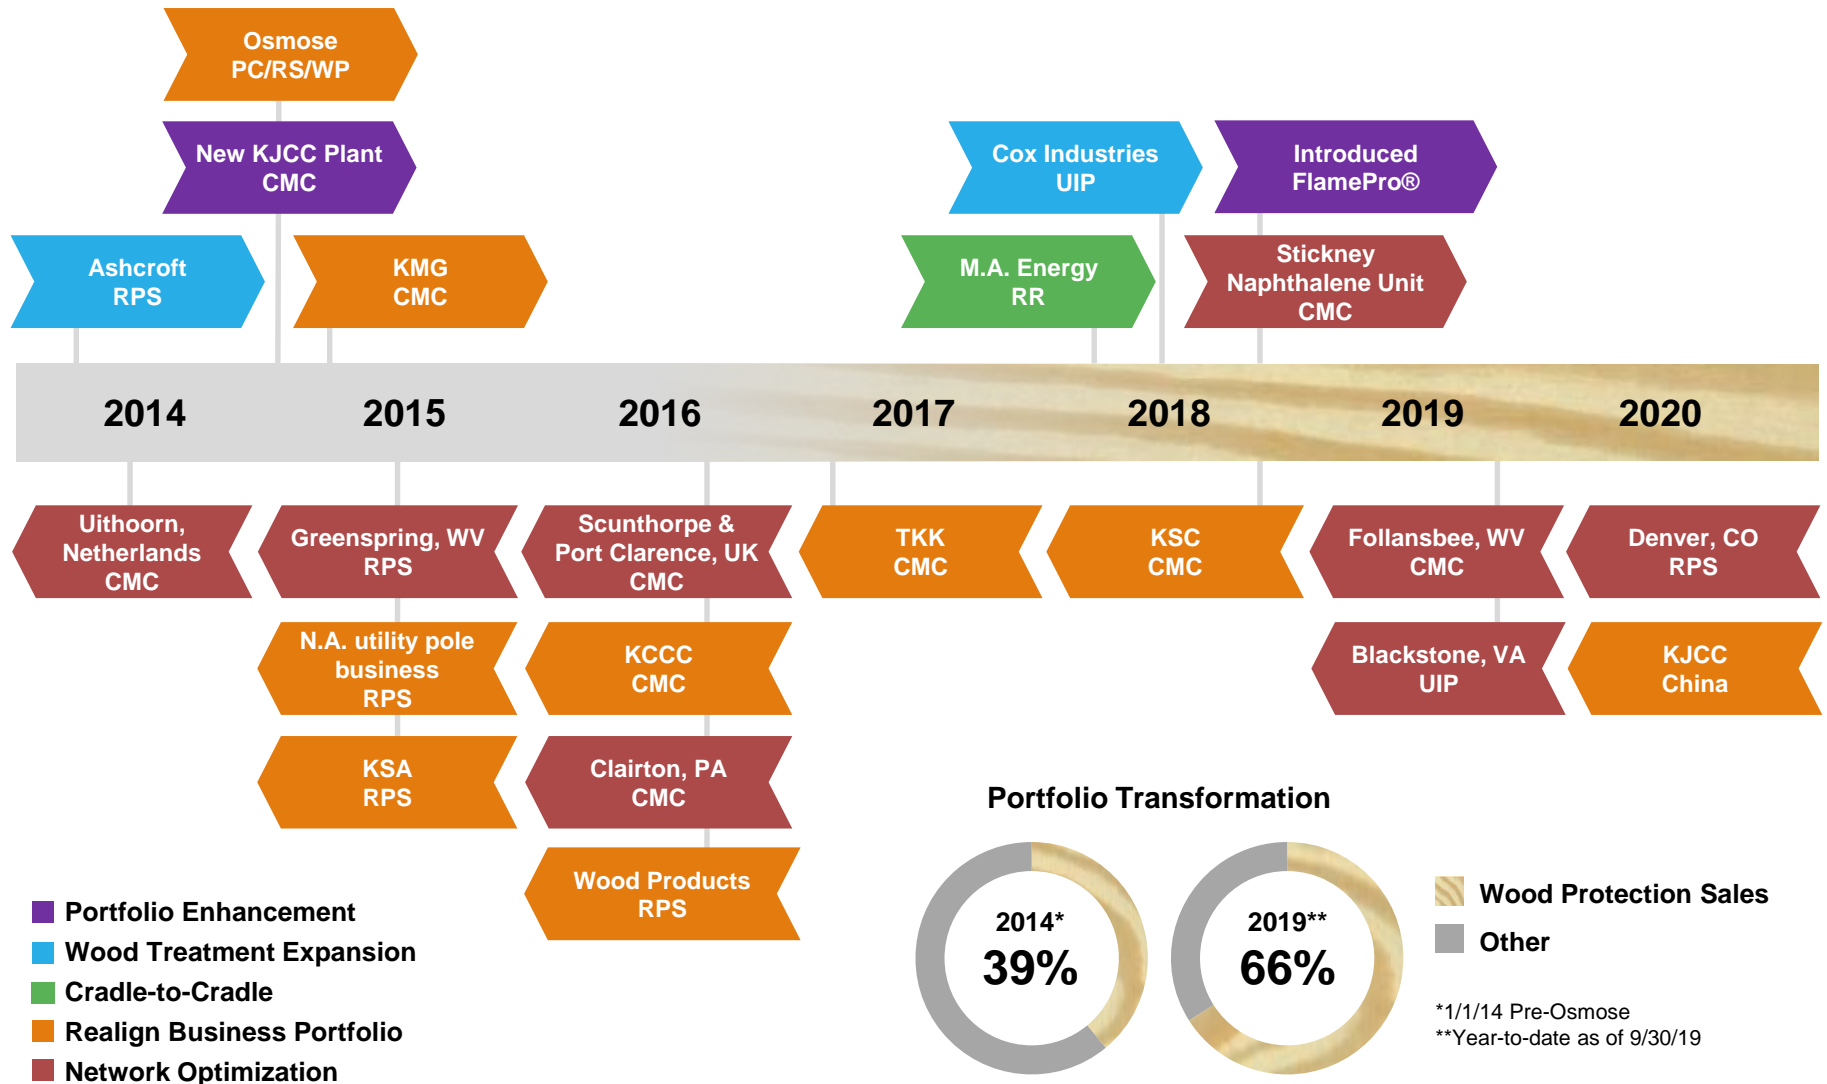 Osmose
PC/RS/WP
New KJCC Plant
CMC
Cox Industries
UIP
Introduced
FlamePro®
Ashcroft
RPS
KMG
CMC
M.A. Energy
RR
Stickney
Naphthalene Unit
CMC
2014
2015
2016
2017
2018
2019
2020
Uithoorn,
Netherlands
CMC
Greenspring, WV
RPS
Scunthorpe &
Port Clarence, UK
CMC
TKK
CMC
KSC
CMC
Follansbee, WV
CMC
Denver, CO
RPS
N.A. utility pole
business
RPS
KCCC
CMC
Blackstone, VA
UIP
KJCC
China
KSA
RPS
Clairton, PA
CMC
Wood Products
RPS
Portfolio Transformation
2014*
39%
2019**
66%
Wood Protection Sales
Other
*1/1/14 Pre-Osmose
**Year-to-date as of 9/30/19
Portfolio Enhancement
Wood Treatment Expansion
Cradle-to-Cradle
Realign Business Portfolio
Network Optimization